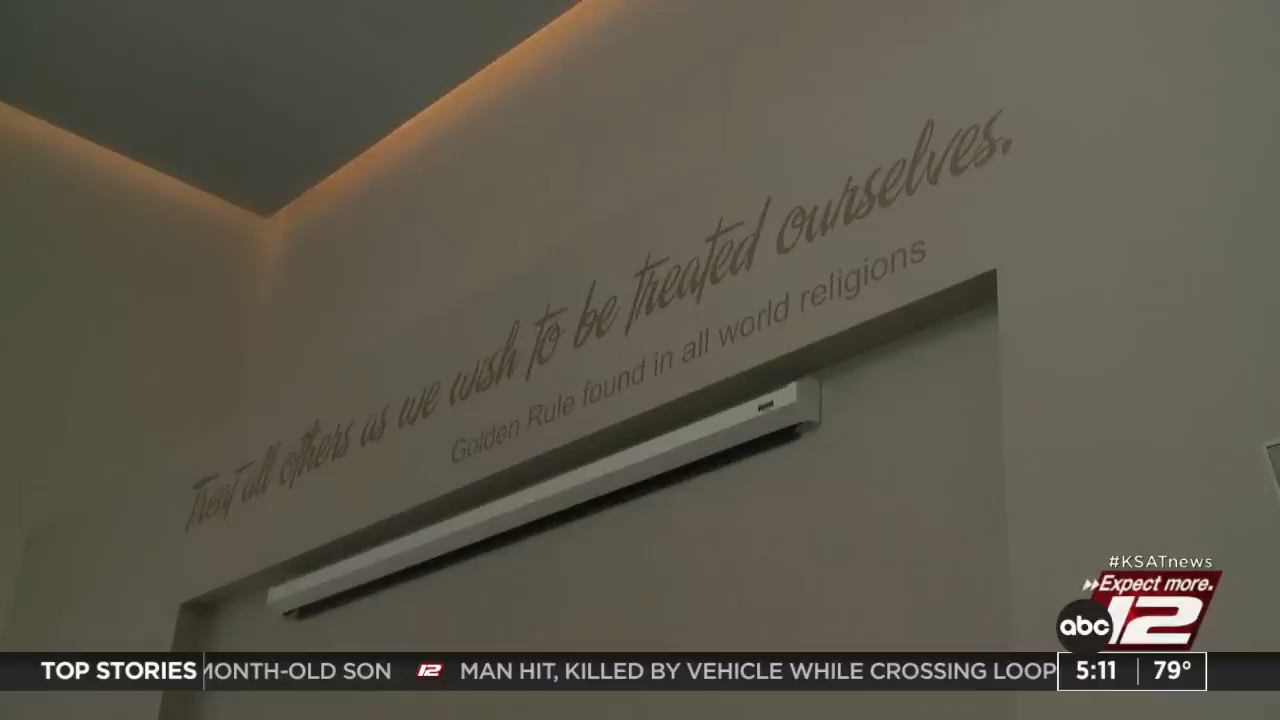 Treat all others as we wish to be treated ourselves.
Golden Rule found in all world religions
#KSATnews
Expect more.
abc 12
TOP STORIES MONTH-OLD SON 12 MAN HIT, KILLED BY VEHICLE WHILE CROSSING LOOP 5:11 79°